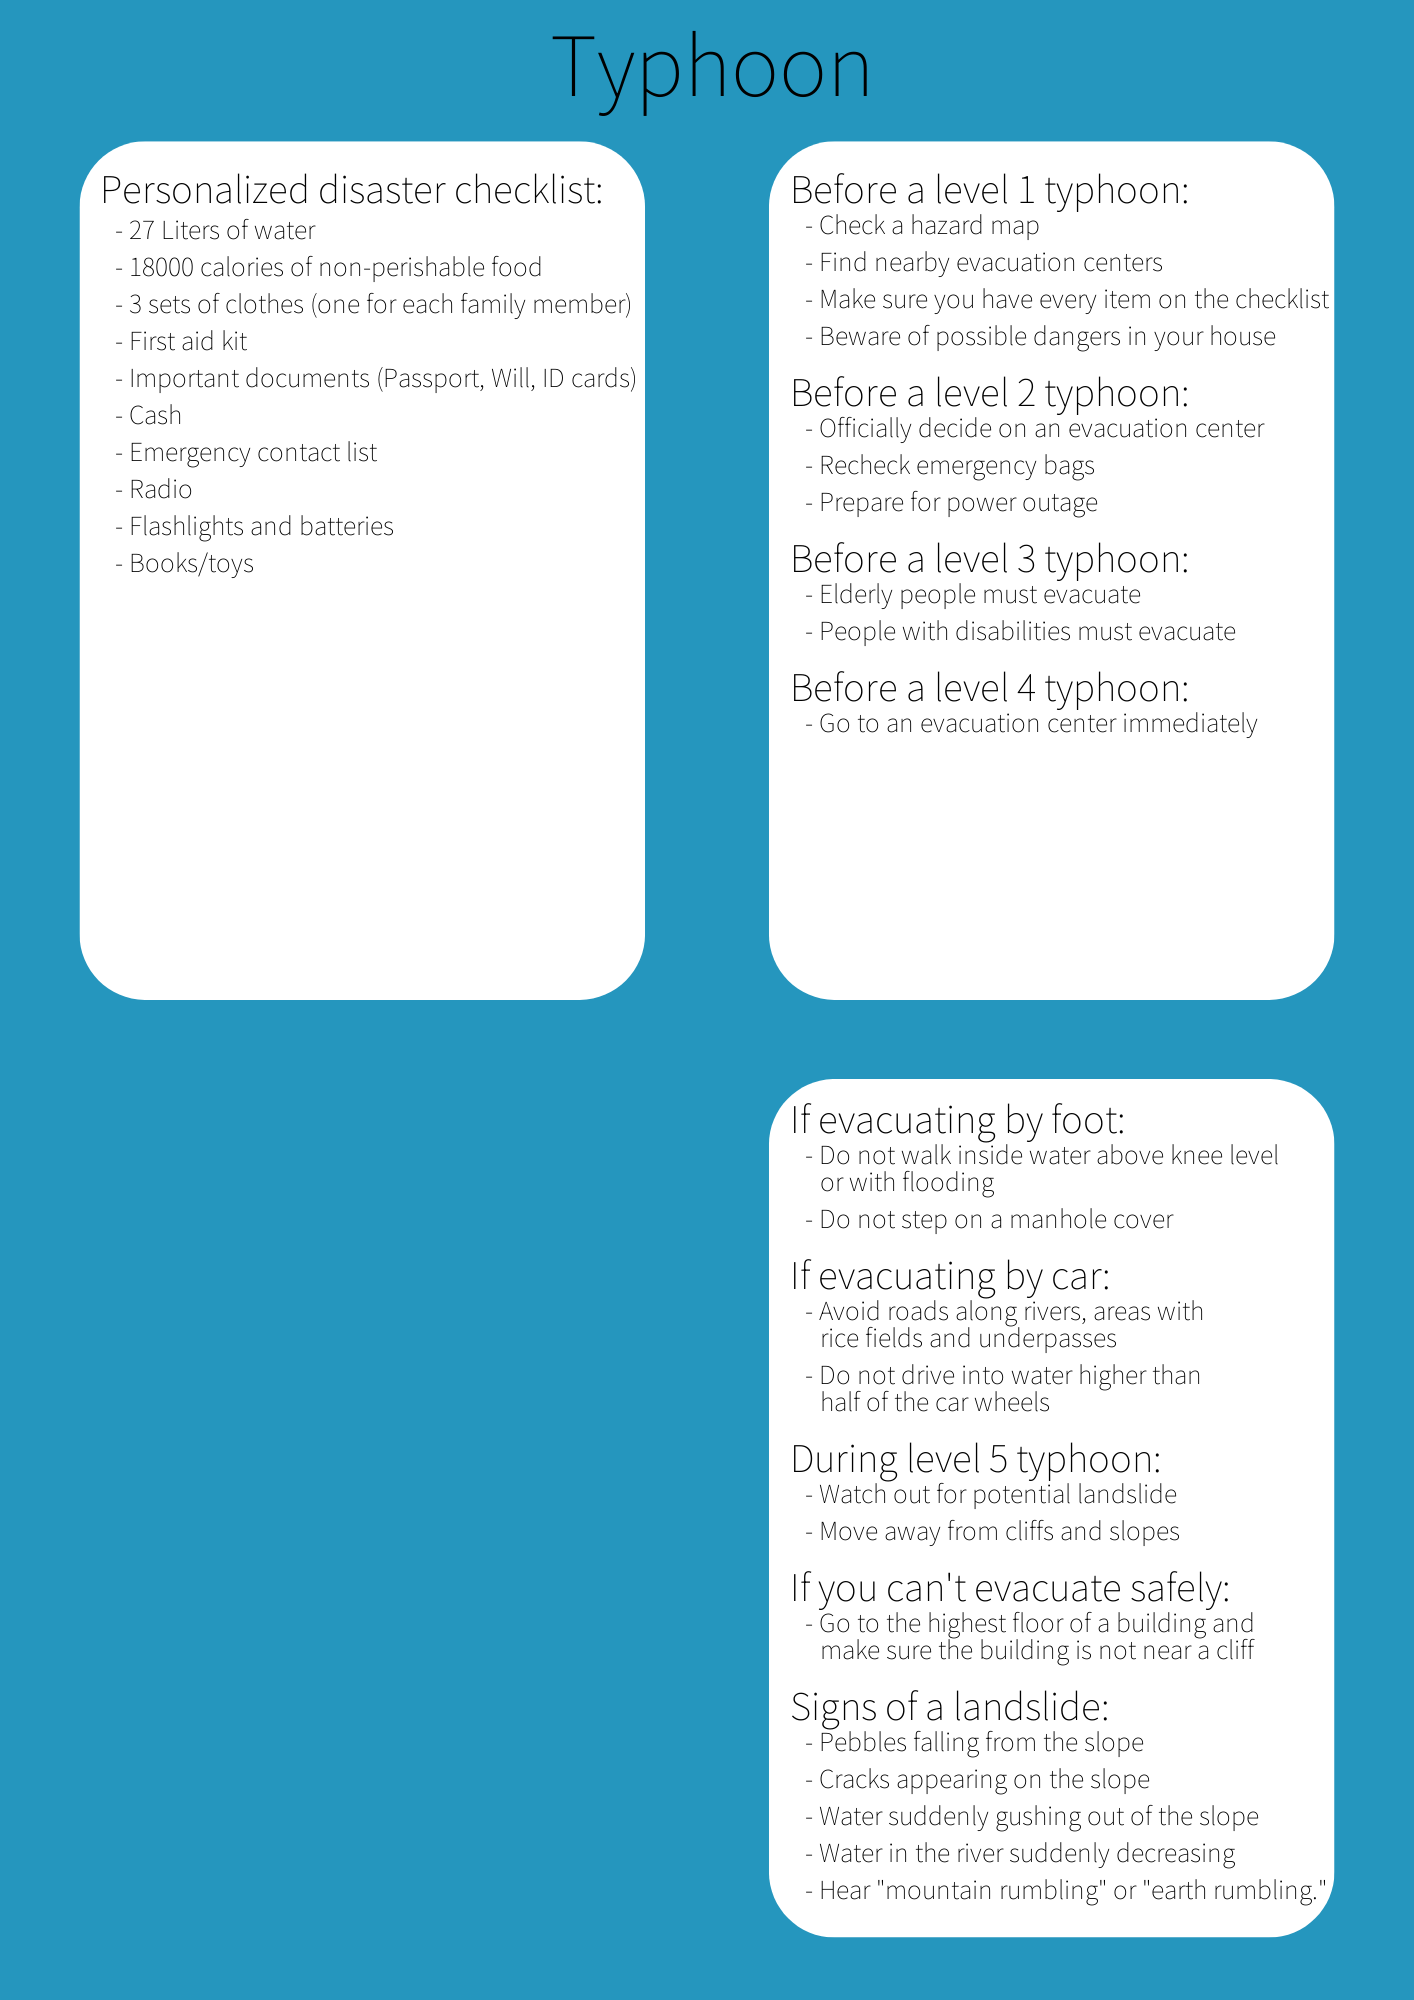 Typhoon
Personalized disaster checklist:
- 27 Liters of water
- 18000 calories of non-perishable food
- 3 sets of clothes (one for each family member)
- First aid kit
- Important documents (Passport, Will, ID cards)
- Cash
- Emergency contact list
- Radio
- Flashlights and batteries
- Books/toys
Before a level 1 typhoon:
- Check a hazard map
- Find nearby evacuation centers
- Make sure you have every item on the checklist
- Beware of possible dangers in your house
Before a level 2 typhoon:
- Officially decide on an evacuation center
- Recheck emergency bags
- Prepare for power outage
Before a level 3 typhoon:
- Elderly people must evacuate
- People with disabilities must evacuate
Before a level 4 typhoon:
- Go to an evacuation center immediately
If evacuating by foot:
- Do not walk inside water above knee level
or with flooding
- Do not step on a manhole cover
If evacuating by car:
- Avoid roads along rivers, areas with
rice fields and underpasses
- Do not drive into water higher than
half of the car wheels
During level 5 typhoon:
- Watch out for potential landslide
- Move away from cliffs and slopes
If you can't evacuate safely:
- Go to the highest floor of a building and
make sure the building is not near a cliff
Signs of a landslide:
- Pebbles falling from the slope
- Cracks appearing on the slope
- Water suddenly gushing out of the slope
- Water in the river suddenly decreasing
- Hear "mountain rumbling" or "earth rumbling."